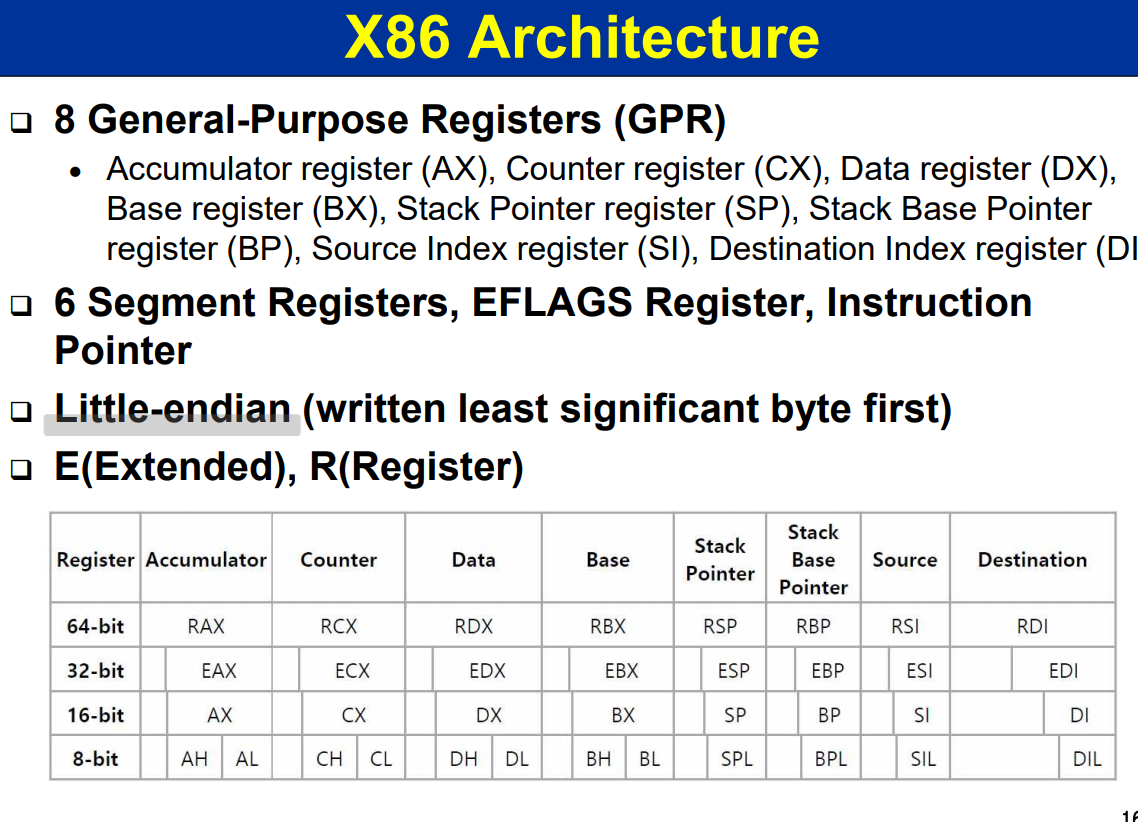 X86 Architecture
8 General-Purpose Registers (GPR)
Accumulator register (AX), Counter register (CX), Data register (DX),
Base register (BX), Stack Pointer register (SP), Stack Base Pointer
register (BP), Source Index register (SI), Destination Index register (DI
6 Segment Registers, EFLAGS Register, Instruction
Pointer
Little-endian (written least significant byte first)
E(Extended), R(Register)
Register Accumulator Counter Data Base Stack Pointer Stack Base Pointer Source Destination
64-bit RAX RCX RDX RBX RSP RBP RSI RDI
32-bit EAX ECX EDX EBX ESP EBP ESI EDI
16-bit AX CX DX BX SP BP SI DI
8-bit AH AL CH CL DH DL BH BL SPL BPL SIL DIL